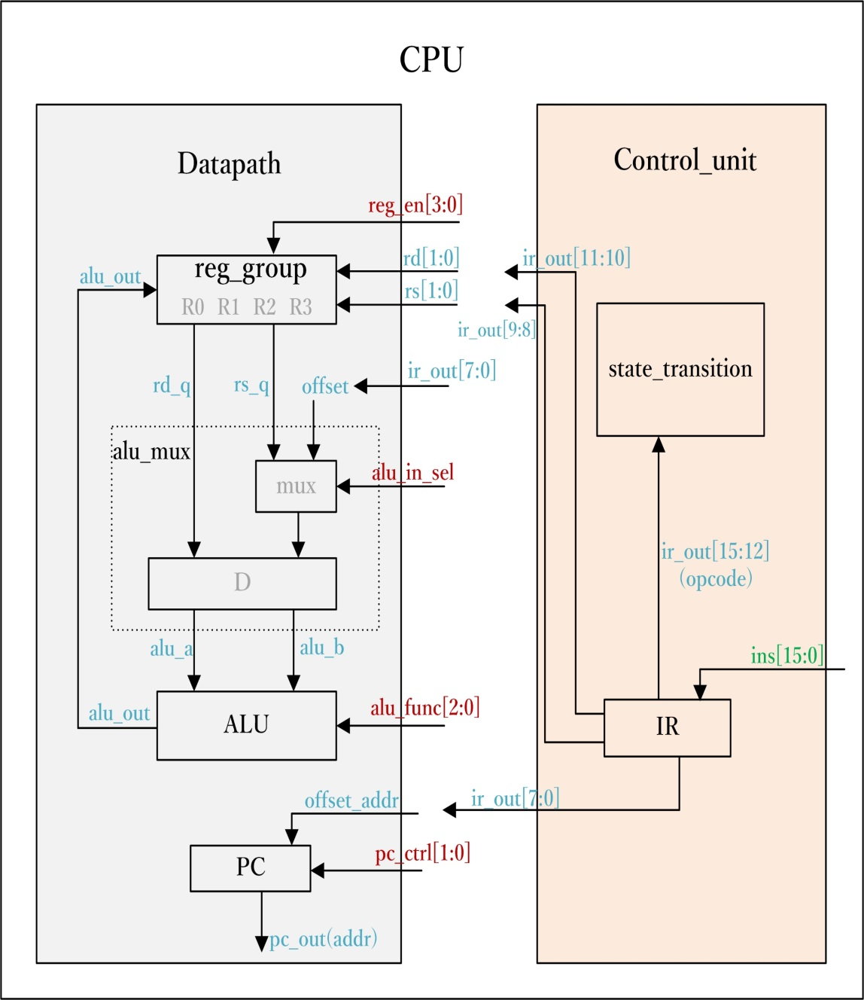 CPU
Datapath
Control_unit
reg_en[3:0]
rd[1:0]
ir_out[11:10]
alu_out
reg_group
rs[1:0]
R0 R1 R2 R3
ir_out[9:8]
ir_out[7:0]
state_transition
rd_q
rs_q
offset
alu_mux
alu_in_sel
mux
ir_out[15:12]
(opcode)
D
alu_a
alu_b
ins[15:0]
alu_out
ALU
alu_func[2:0]
IR
offset_addr
ir_out[7:0]
PC
pc_ctrl[1:0]
pc_out(addr)